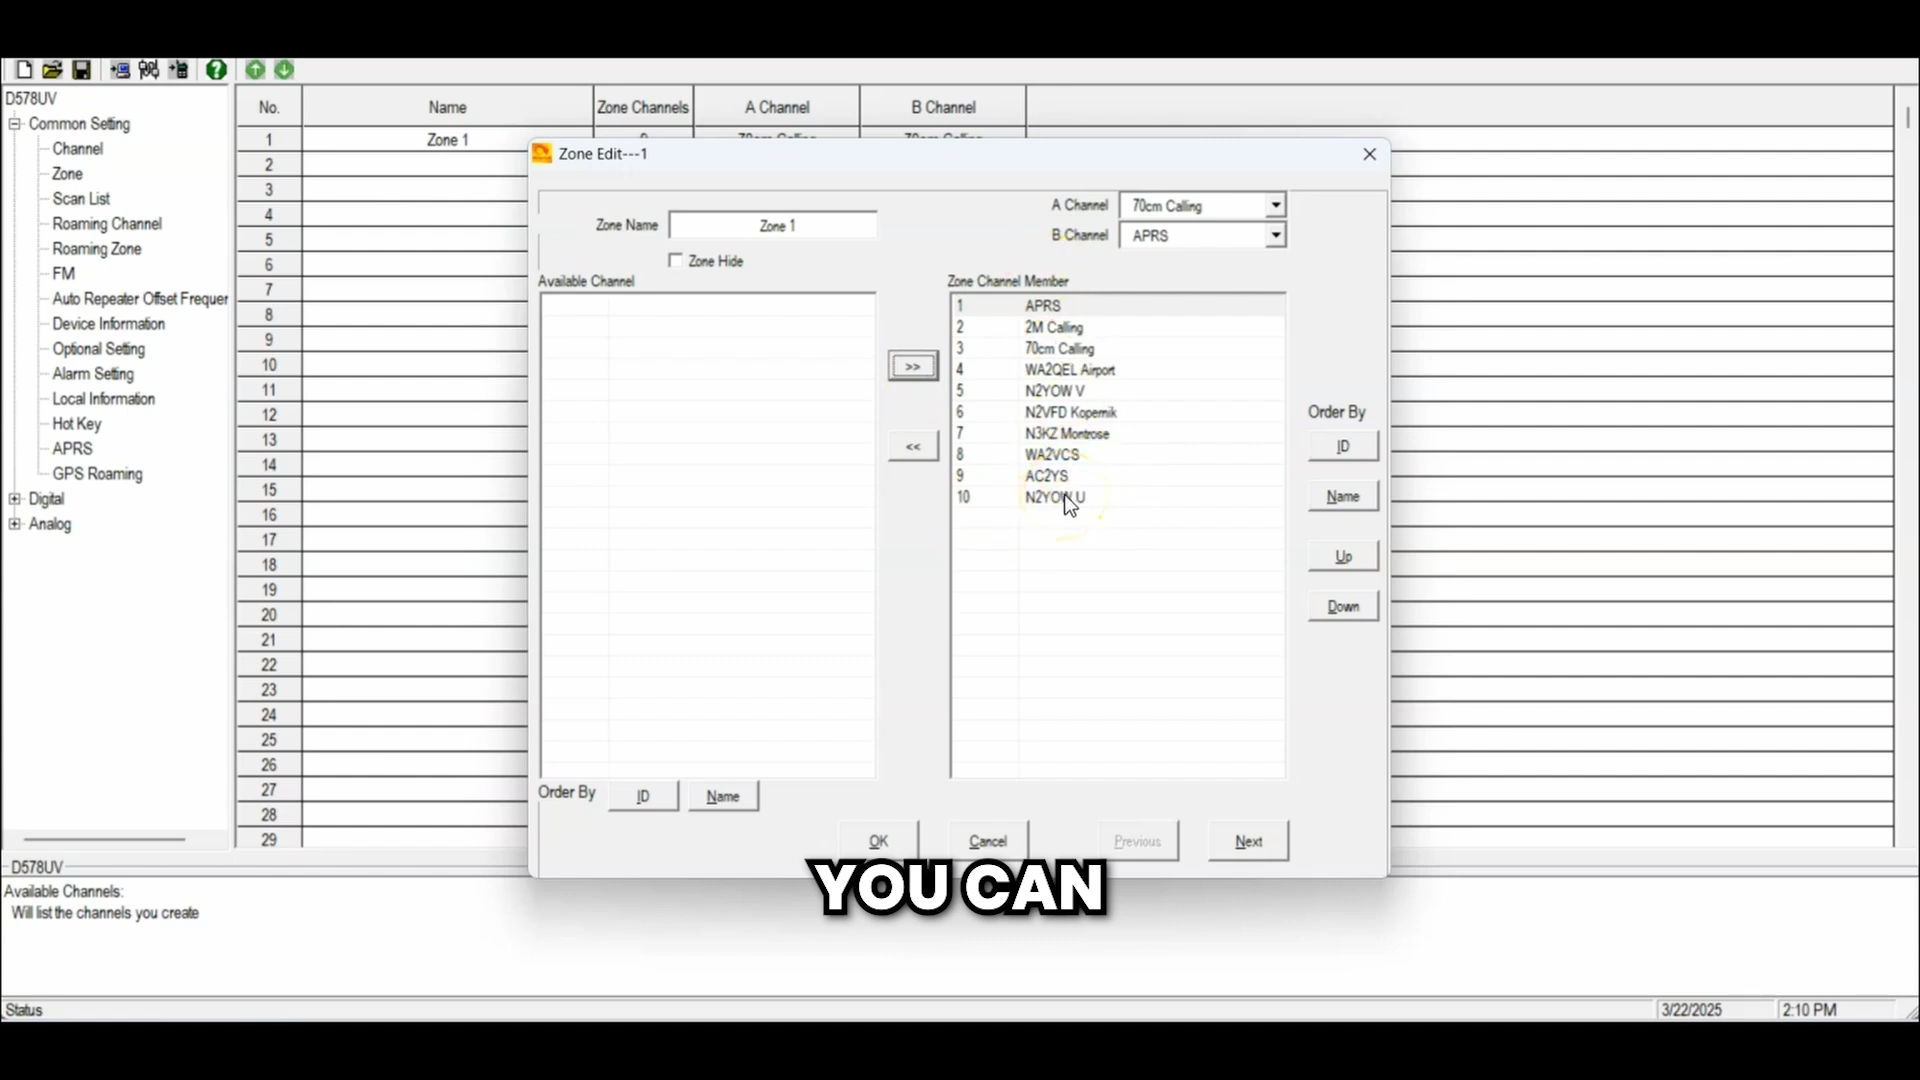 D578UV
Common Setting
Channel
Zone
Scan List
Roaming Channel
Roaming Zone
FM
Auto Repeater Offset Frequer
Device Information
Optional Setting
Alarm Setting
Local Information
Hot Key
APRS
GPS Roaming
Digital
Analog
No. Name Zone Channels A Channel B Channel
1 Zone 1 9 70cm Calling 70cm Calling
2
3
4
5
6
7
8
9
10
11
12
13
14
15
16
17
18
19
20
21
22
23
24
25
26
27
28
29
Zone Edit---1
Zone Name Zone 1
Zone Hide
A Channel 70cm Calling
B Channel APRS
Available Channel
>>
<<
Zone Channel Member
1 APRS
2 2M Calling
3 70cm Calling
4 WA2QEL Airport
5 N2YOW V
6 N2VFD Kopernik
7 N3KZ Montrose
8 WA2VCS
9 AC2YS
10 N2YOW U
Order By
ID
Name
Up
Down
Order By ID Name
OK Cancel Previous Next
YOU CAN
D578UV
Available Channels:
Will list the channels you create
Status 3/22/2025 2:10 PM